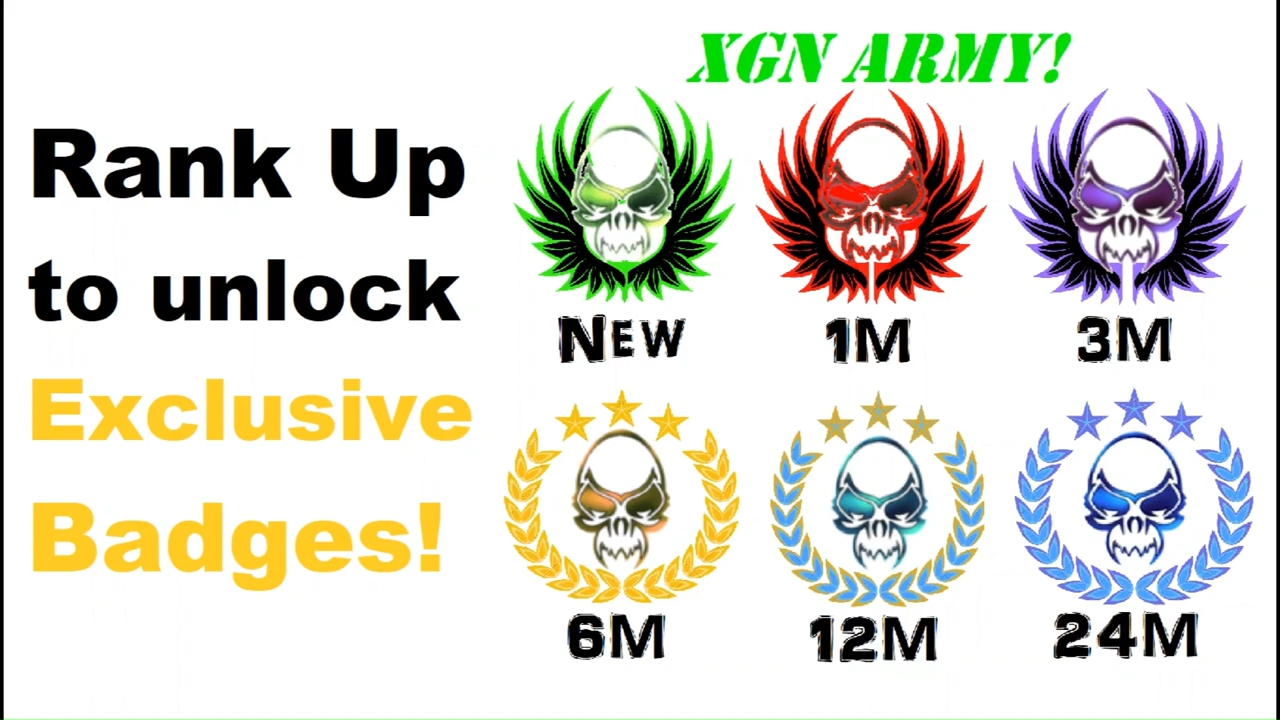 Rank Up
to unlock
Exclusive
Badges!
XGN ARMY!
New
1M
3M
6M
12M
24M